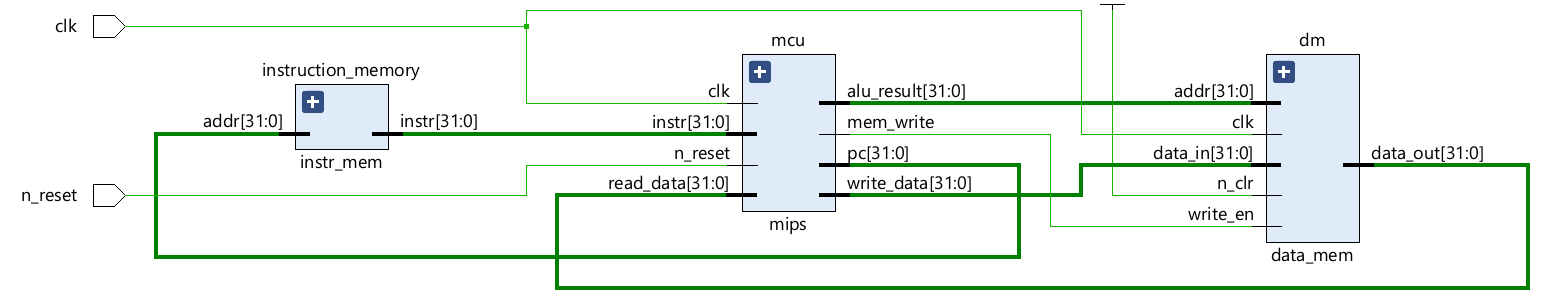 clk
n_reset
instruction_memory
addr[31:0]
instr[31:0]
instr_mem
mcu
clk
instr[31:0]
n_reset
read_data[31:0]
alu_result[31:0]
mem_write
pc[31:0]
write_data[31:0]
mips
dm
addr[31:0]
clk
data_in[31:0]
n_clr
write_en
data_out[31:0]
data_mem